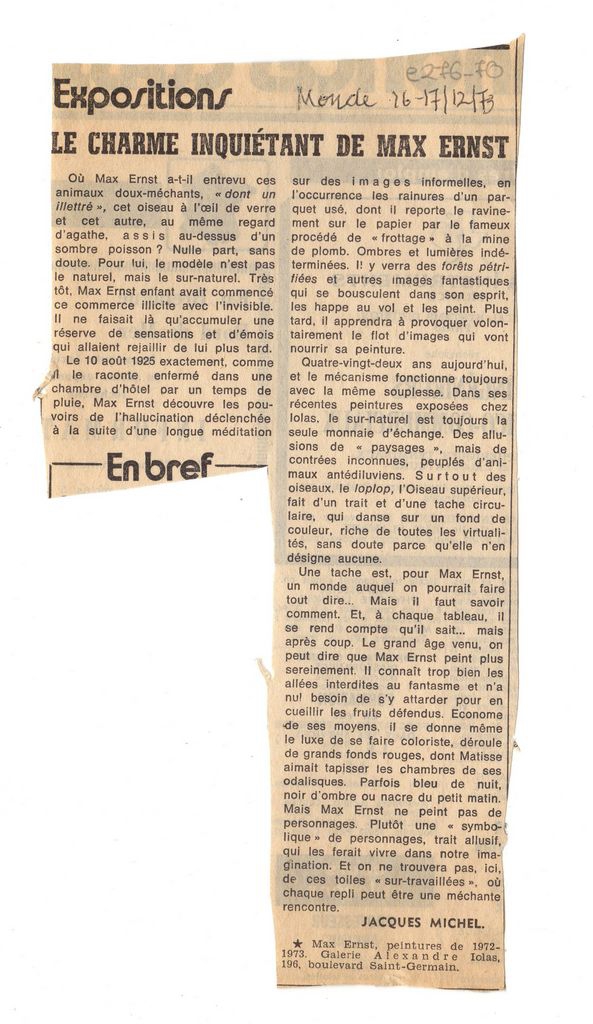 e276-70
Expositions
Monde 16-17/12/73
LE CHARME INQUIÉTANT DE MAX ERNST
Où Max Ernst a-t-il entrevu ces
animaux doux-méchants, « dont un
illettré », cet oiseau à l'œil de verre
et cet autre, au même regard
d'agathe, assis au-dessus d'un
sombre poisson ? Nulle part, sans
doute. Pour lui, le modèle n'est pas
le naturel, mais le sur-naturel. Très
tôt, Max Ernst enfant avait commencé
ce commerce illicite avec l'invisible.
Il ne faisait là qu'accumuler une
réserve de sensations et d'émois
qui allaient rejaillir de lui plus tard.
Le 10 août 1925 exactement, comme
il le raconte enfermé dans une
chambre d'hôtel par un temps de
pluie, Max Ernst découvre les pou-
voirs de l'hallucination déclenchée
à la suite d'une longue méditation
sur des images informelles, en
l'occurrence les rainures d'un par-
quet usé, dont il reporte le ravine-
ment sur le papier par le fameux
procédé de « frottage » à la mine
de plomb. Ombres et lumières indé-
terminées. Il y verra des forêts pétri-
fiées et autres images fantastiques
qui se bousculent dans son esprit,
les happe au vol et les peint. Plus
tard, il apprendra à provoquer volon-
tairement le flot d'images qui vont
nourrir sa peinture.
Quatre-vingt-deux ans aujourd'hui,
et le mécanisme fonctionne toujours
avec la même souplesse. Dans ses
récentes peintures exposées chez
Iolas, le sur-naturel est toujours la
seule monnaie d'échange. Des allu-
sions de « paysages », mais de
contrées inconnues, peuplés d'ani-
maux antédiluviens. Surtout des
oiseaux, le loplop, l'Oiseau supérieur,
fait d'un trait et d'une tache circu-
laire, qui danse sur un fond de
couleur, riche de toutes les virtuali-
tés, sans doute parce qu'elle n'en
désigne aucune.
Une tache est, pour Max Ernst,
un monde auquel on pourrait faire
tout dire... Mais il faut savoir
comment. Et, à chaque tableau, il
se rend compte qu'il sait... mais
après coup. Le grand âge venu, on
peut dire que Max Ernst peint plus
sereinement. Il connaît trop bien les
allées interdites au fantasme et n'a
nul besoin de s'y attarder pour en
cueillir les fruits défendus. Econome
de ses moyens, il se donne même
le luxe de se faire coloriste, déroule
de grands fonds rouges, dont Matisse
aimait tapisser les chambres de ses
odalisques. Parfois bleu de nuit,
noir d'ombre ou nacre du petit matin.
Mais Max Ernst ne peint pas de
personnages. Plutôt une « symbo-
lique » de personnages, trait allusif,
qui les ferait vivre dans notre ima-
gination. Et on ne trouvera pas, ici,
de ces toiles « sur-travaillées », où
chaque repli peut être une méchante
rencontre.
JACQUES MICHEL.
★ Max Ernst, peintures de 1972-
1973. Galerie Alexandre Iolas,
196, boulevard Saint-Germain.
En bref